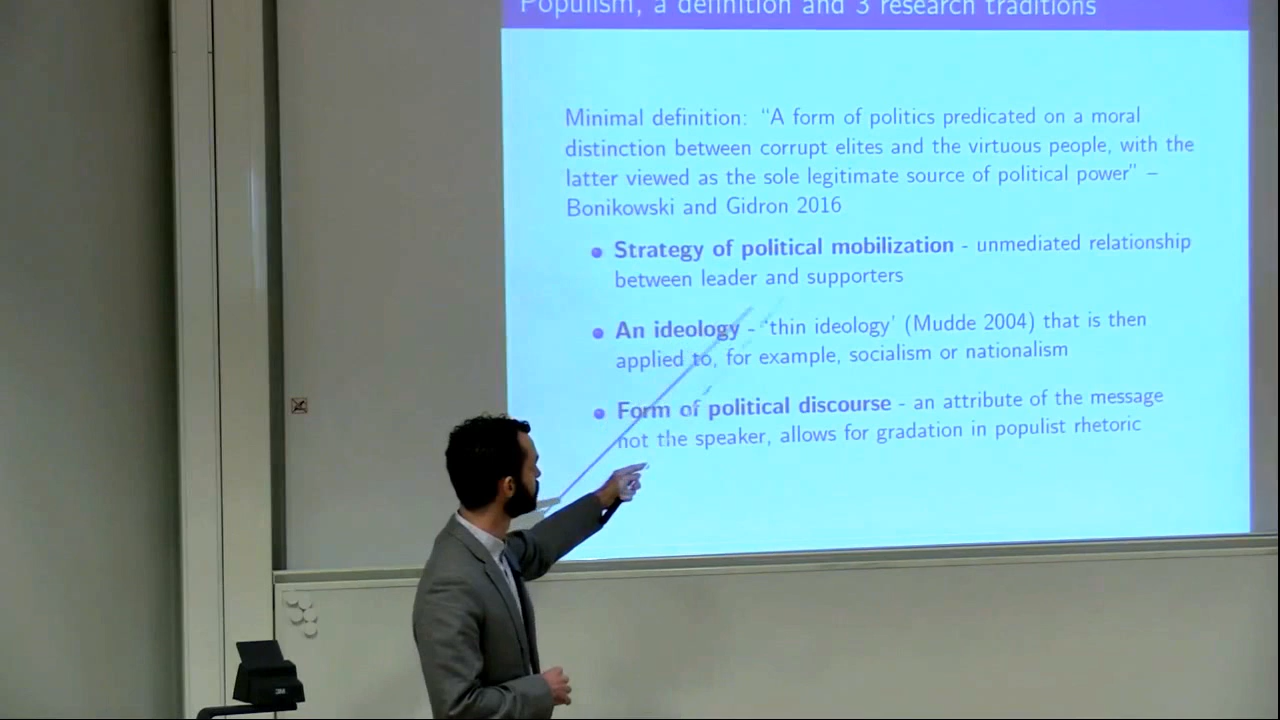 Populism, a definition and 3 research traditions
Minimal definition: “A form of politics predicated on a moral
distinction between corrupt elites and the virtuous people, with the
latter viewed as the sole legitimate source of political power” –
Bonikowski and Gidron 2016
Strategy of political mobilization - unmediated relationship
between leader and supporters
An ideology - ‘thin ideology’ (Mudde 2004) that is then
applied to, for example, socialism or nationalism
Form of political discourse - an attribute of the message
not the speaker, allows for gradation in populist rhetoric
3M